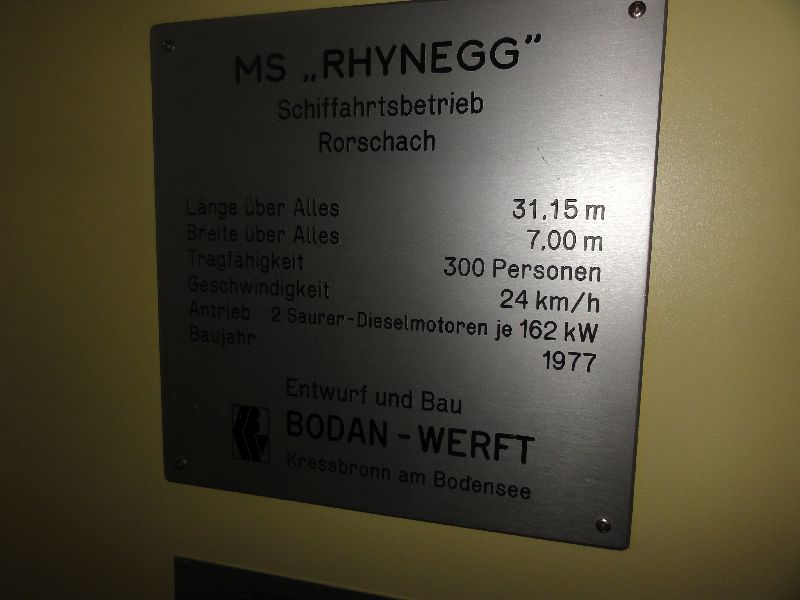 MS „RHYNEGG”
Schiffahrtsbetrieb
Rorschach
Länge über Alles 31,15 m
Breite über Alles 7,00 m
Tragfähigkeit 300 Personen
Geschwindigkeit 24 km/h
Antrieb 2 Saurer-Dieselmotoren je 162 kW
Baujahr 1977
Entwurf und Bau
BODAN-WERFT
Kressbronn am Bodensee